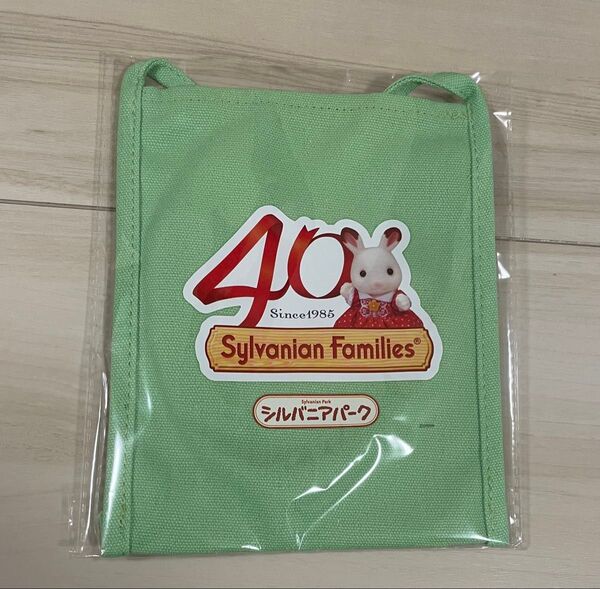 40
Since1985
Sylvanian Families®
Sylvanian Park
シルバニアパーク